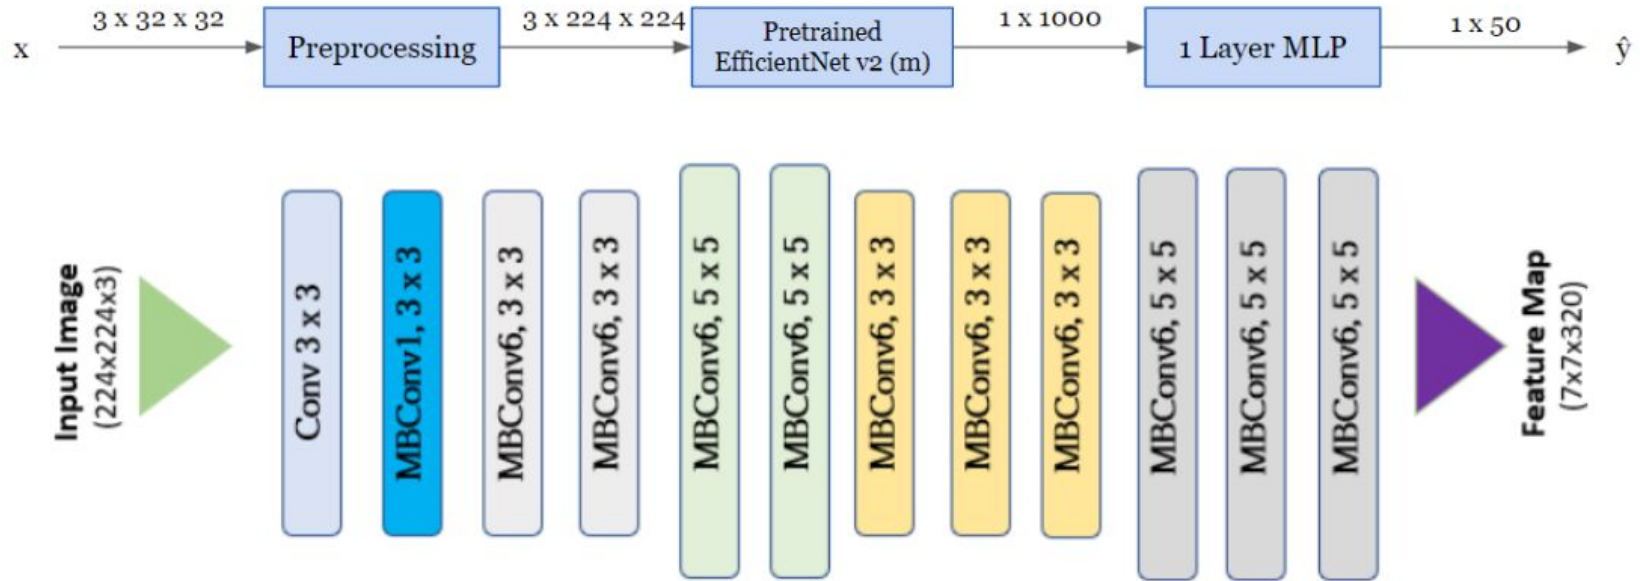 x
3 x 32 x 32
Preprocessing
3 x 224 x 224
Pretrained
EfficientNet v2 (m)
1 x 1000
1 Layer MLP
1 x 50
ŷ
Input Image
(224x224x3)
Conv 3 x 3
MBConv1, 3 x 3
MBConv6, 3 x 3
MBConv6, 3 x 3
MBConv6, 5 x 5
MBConv6, 5 x 5
MBConv6, 3 x 3
MBConv6, 3 x 3
MBConv6, 3 x 3
MBConv6, 5 x 5
MBConv6, 5 x 5
MBConv6, 5 x 5
Feature Map
(7x7x320)